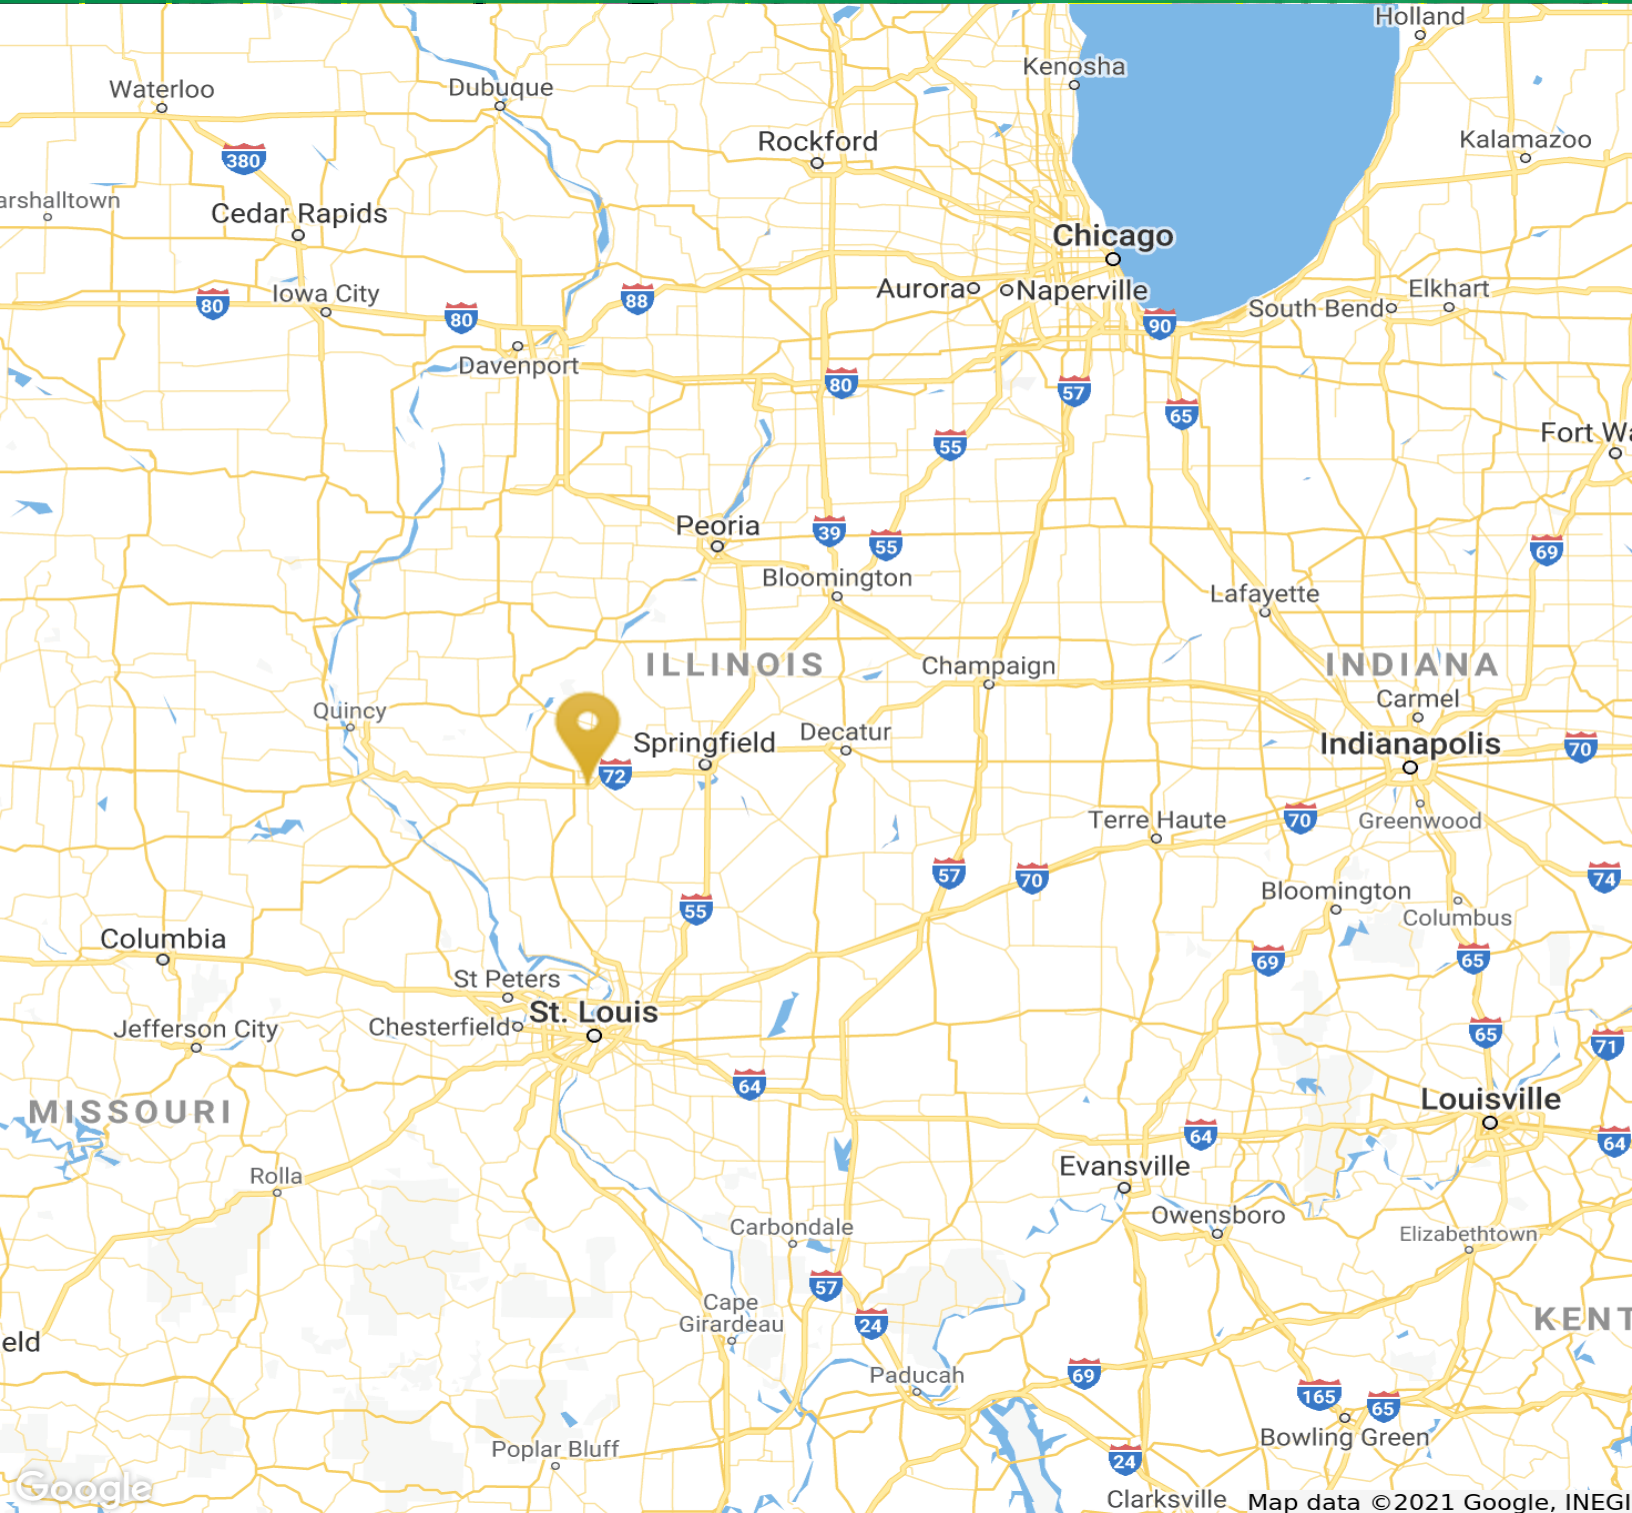 Holland
Kenosha
Waterloo
Dubuque
Rockford
Kalamazoo
380
arshalltown
Cedar Rapids
Chicago
Iowa City
80
80
88
Aurora
Naperville
South Bend
Elkhart
90
Davenport
80
57
65
55
Fort Wa
Peoria
39
55
69
Bloomington
Lafayette
ILLINOIS
Champaign
INDIANA
Carmel
Quincy
Springfield
Decatur
Indianapolis
70
72
Terre Haute
70
Greenwood
57
70
74
55
Bloomington
Columbus
Columbia
69
65
St Peters
St. Louis
Chesterfield
Jefferson City
65
71
64
MISSOURI
Louisville
64
64
Evansville
Rolla
Owensboro
Carbondale
Elizabethtown
57
Cape
Girardeau
24
KENT
eld
Paducah
69
165
65
Bowling Green
Poplar Bluff
24
Google
Clarksville
Map data ©2021 Google, INEGI